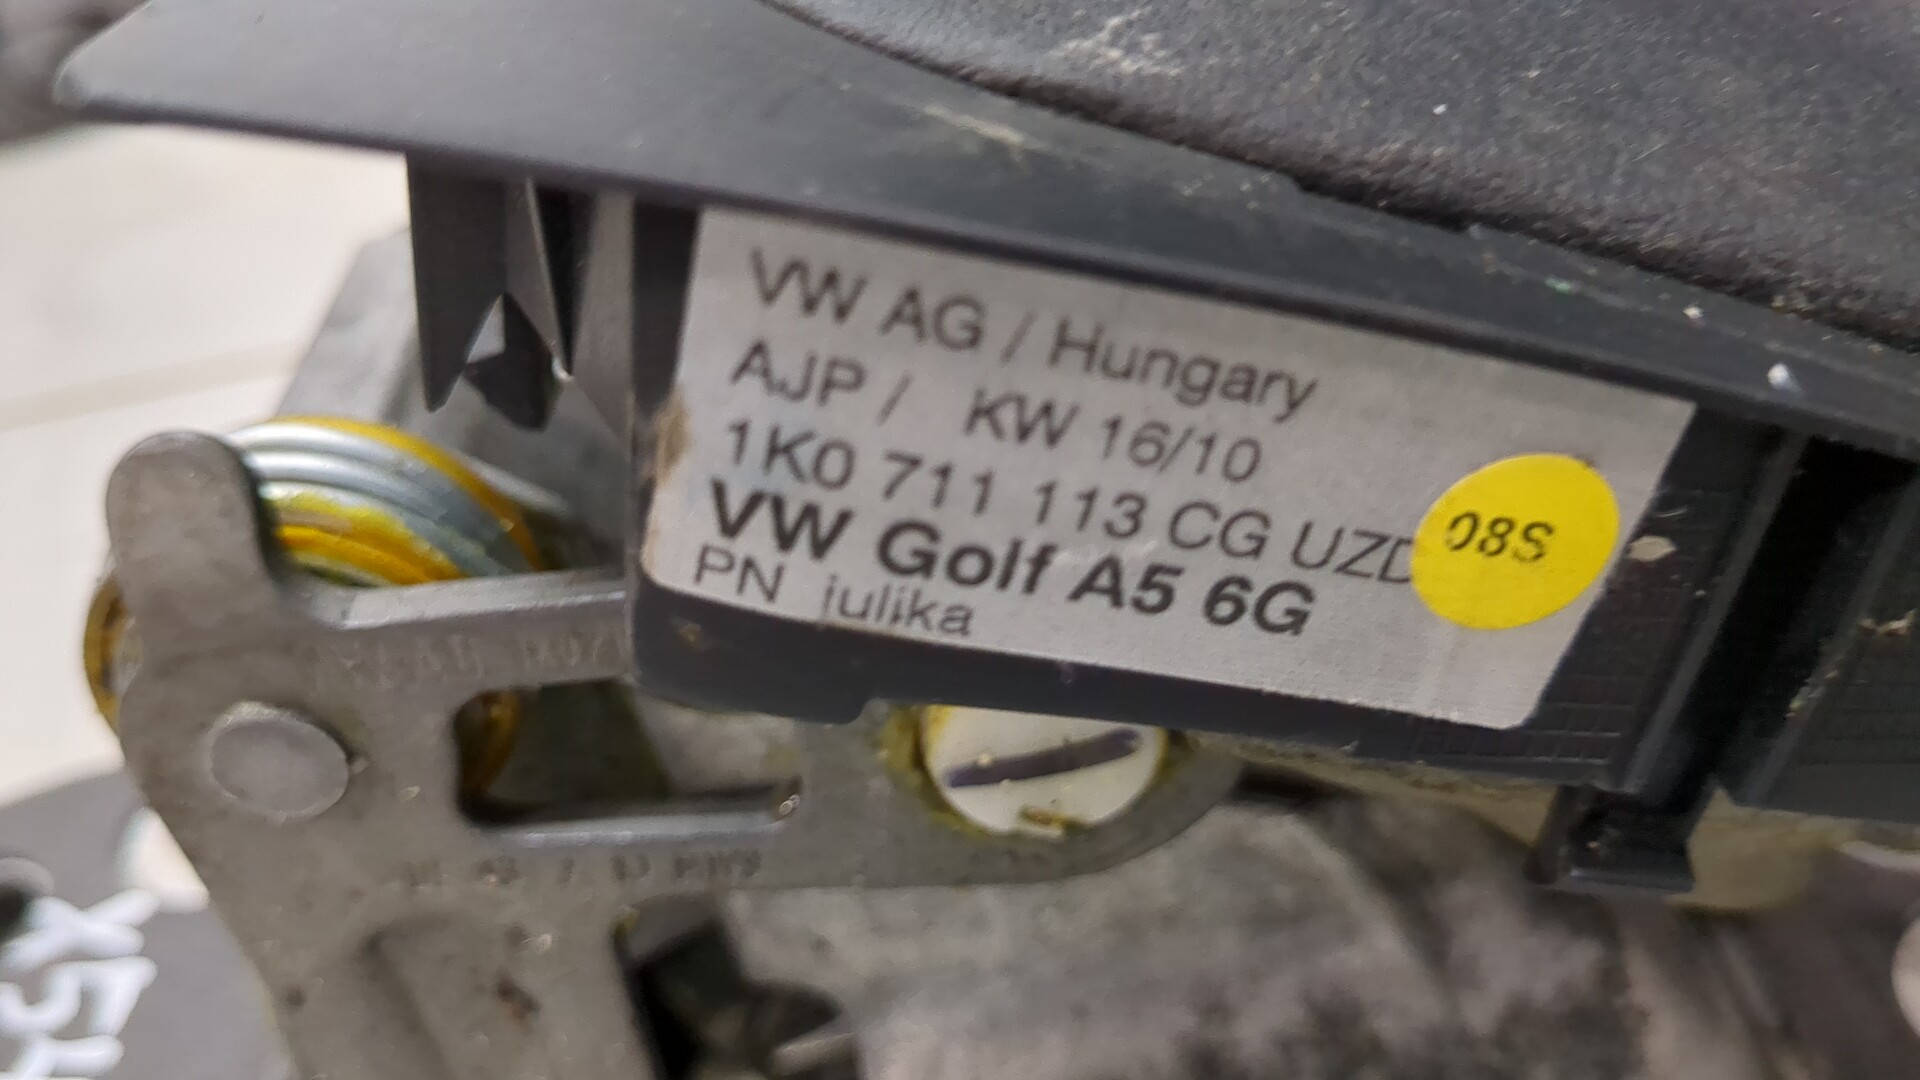 VW AG / Hungary
AJP / KW 16/10
1K0 711 113 CG UZD
08S
VW Golf A5 6G
PN julika